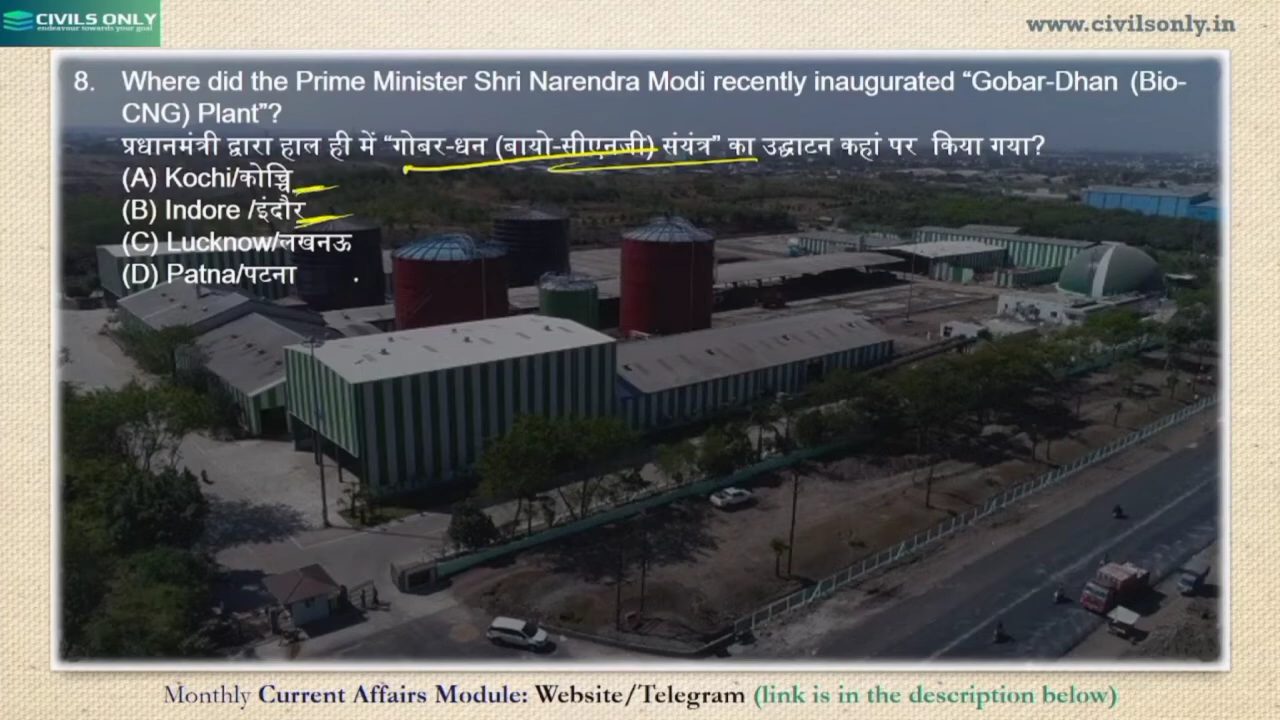 CIVILS ONLY
endeavour towards your goal
www.civilsonly.in
8. Where did the Prime Minister Shri Narendra Modi recently inaugurated “Gobar-Dhan (Bio-
CNG) Plant”?
प्रधानमंत्री द्वारा हाल ही में “गोबर-धन (बायो-सीएनजी) संयंत्र” का उद्घाटन कहां पर किया गया?
(A) Kochi/कोच्चि
(B) Indore /इंदौर
(C) Lucknow/लखनऊ
(D) Patna/पटना
Monthly Current Affairs Module: Website/Telegram (link is in the description below)